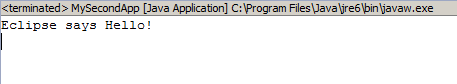 <terminated> MySecondApp [Java Application] C:\Program Files\Java\jre6\bin\javaw.exe
Eclipse says Hello!